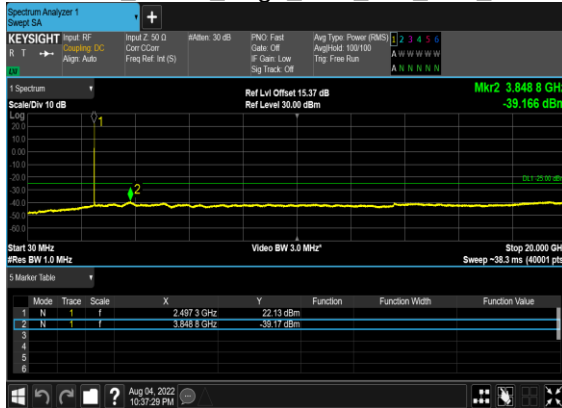 Spectrum Analyzer 1
Swept SA
+
KEYSIGHT Input: RF Input Z: 50 Ω #Atten: 30 dB PNO: Fast Avg Type: Power (RMS) 1 2 3 4 5 6
R T Coupling: DC Corr CCorr Gate: Off Avg|Hold: 100/100 A W W W W W
Align: Auto Freq Ref: Int (S) IF Gain: Low Trig: Free Run
Sig Track: Off A N N N N N
LU
1 Spectrum Ref Lvl Offset 15.37 dB Mkr2 3.848 8 GHz
Scale/Div 10 dB Ref Level 30.00 dBm -39.166 dBm
Log
20.0
10.0
0.00
-10.0
-20.0
-30.0
-40.0
-50.0
-60.0
1
2
DL1 -25.00 dBm
Start 30 MHz Video BW 3.0 MHz* Stop 20.000 GH
#Res BW 1.0 MHz Sweep ~38.3 ms (40001 pts
5 Marker Table
Mode Trace Scale X Y Function Function Width Function Value
1 N 1 f 2.497 3 GHz 22.13 dBm
2 N 1 f 3.848 8 GHz -39.17 dBm
3
4
5
6
? Aug 04, 2022
10:37:29 PM